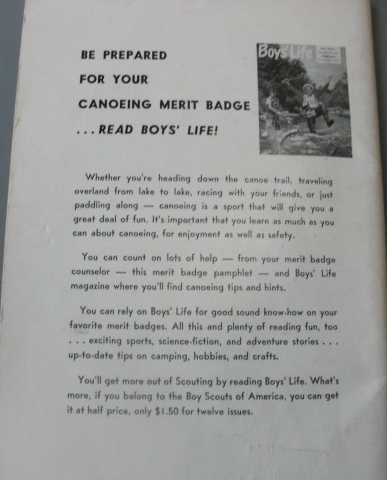 BE PREPARED
FOR YOUR
CANOEING MERIT BADGE
...READ BOYS' LIFE!
Boys' Life
Whether you're heading down the canoe trail, traveling
overland from lake to lake, racing with your friends, or just
paddling along — canoeing is a sport that will give you a
great deal of fun. It's important that you learn as much as you
can about canoeing, for enjoyment as well as safety.
You can count on lots of help — from your merit badge
counselor — this merit badge pamphlet — and Boys' Life
magazine where you'll find canoeing tips and hints.
You can rely on Boys' Life for good sound know-how on your
favorite merit badges. All this and plenty of reading fun, too
... exciting sports, science-fiction, and adventure stories ...
up-to-date tips on camping, hobbies, and crafts.
You'll get more out of Scouting by reading Boys' Life. What's
more, if you belong to the Boy Scouts of America, you can get
it at half price, only $1.50 for twelve issues.